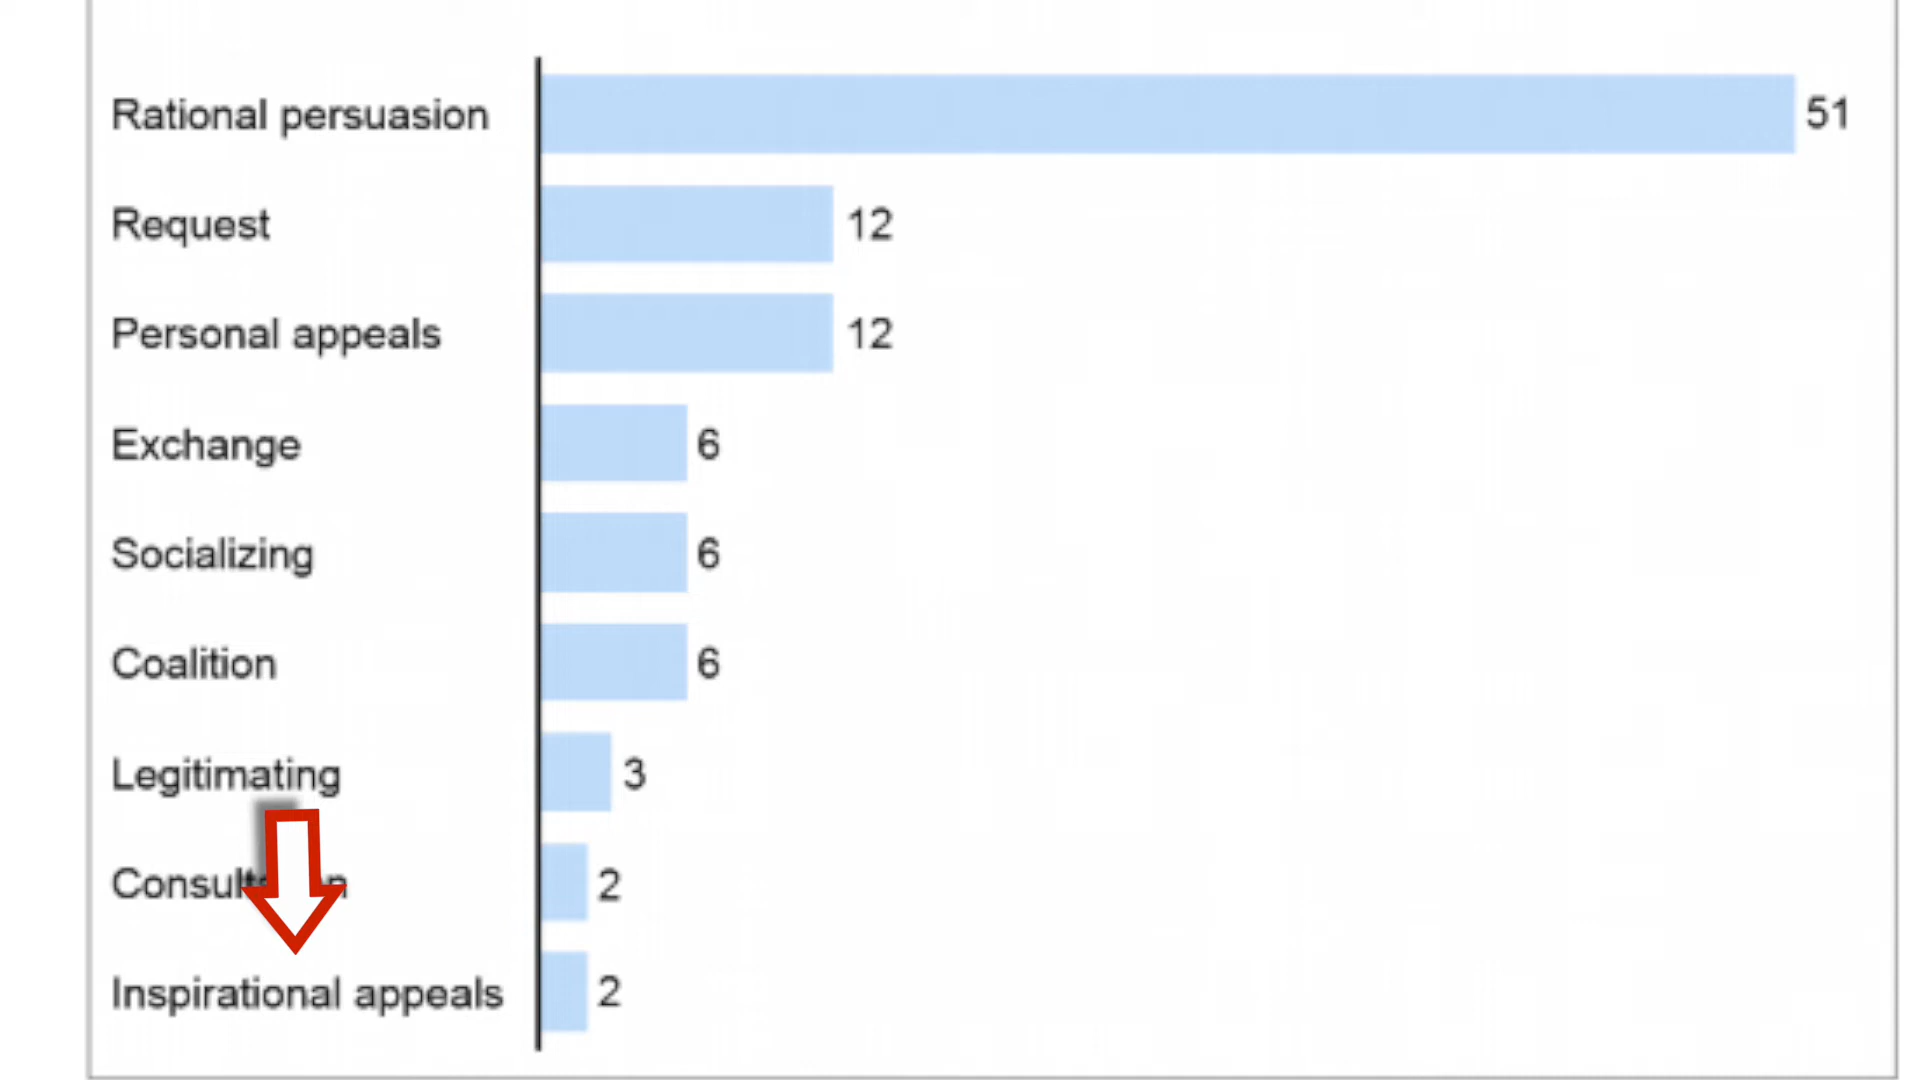 Rational persuasion 51
Request 12
Personal appeals 12
Exchange 6
Socializing 6
Coalition 6
Legitimating 3
2
Inspirational appeals 2